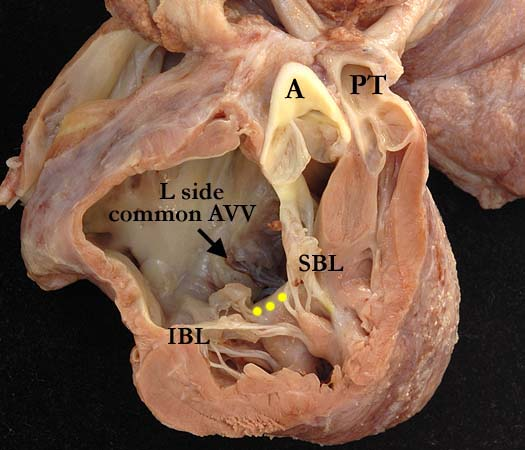 A
PT
L side
common AVV
SBL
IBL